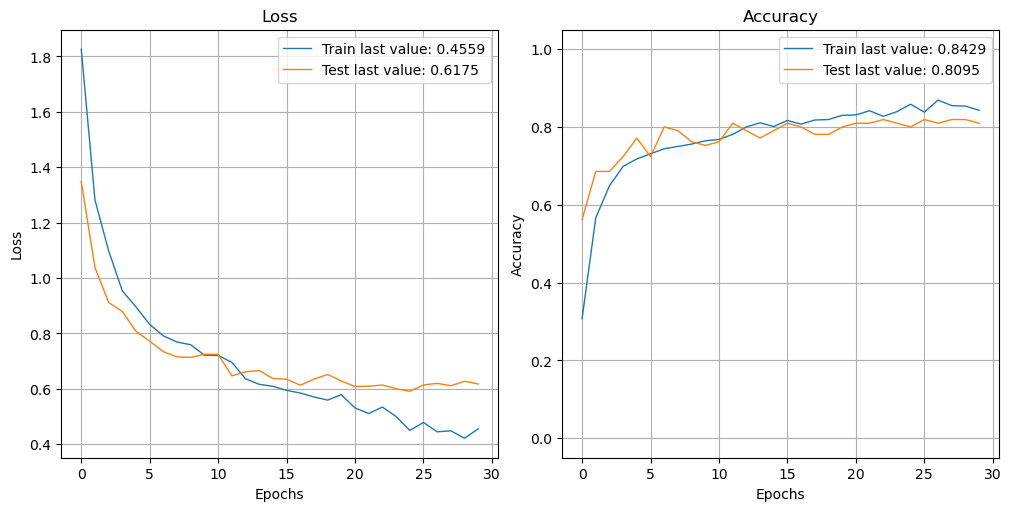 Loss
Train last value: 0.4559
Test last value: 0.6175
1.8
1.6
1.4
1.2
1.0
0.8
0.6
0.4
Loss
0 5 10 15 20 25 30
Epochs
Accuracy
Train last value: 0.8429
Test last value: 0.8095
1.0
0.8
0.6
0.4
0.2
0.0
Accuracy
0 5 10 15 20 25 30
Epochs